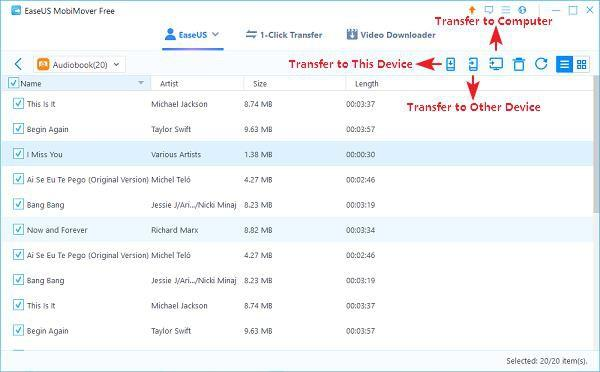 EaseUS MobiMover Free
Transfer to Computer
EaseUS 1-Click Transfer Video Downloader
Audiobook(20) Transfer to This Device
Transfer to Other Device
Name Artist Size Length
This Is It Michael Jackson 8.74 MB 00:03:37
Begin Again Taylor Swift 9.63 MB 00:03:57
I Miss You Various Artists 1.38 MB 00:00:30
Ai Se Eu Te Pego (Original Version) Michel Teló 4.27 MB 00:02:46
Bang Bang Jessie J/Ari.../Nicki Minaj 8.23 MB 00:03:19
Now and Forever Richard Marx 8.82 MB 00:03:34
Ai Se Eu Te Pego (Original Version) Michel Teló 4.27 MB 00:02:46
Bang Bang Jessie J/Ari.../Nicki Minaj 8.23 MB 00:03:19
This Is It Michael Jackson 8.74 MB 00:03:37
Begin Again Taylor Swift 9.63 MB 00:03:57
Selected: 20/20 item(s).